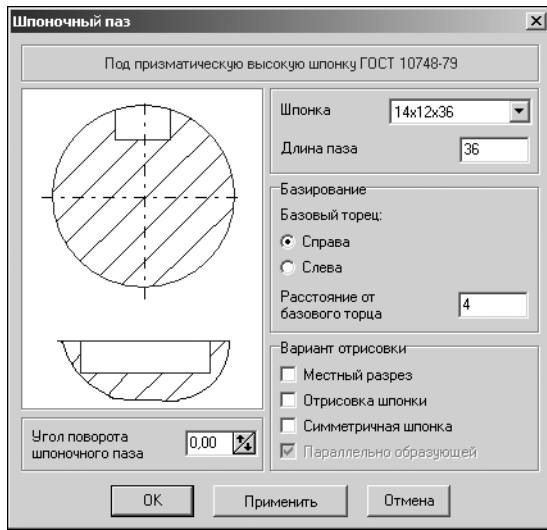 Шпоночный паз
Под призматическую высокую шпонку ГОСТ 10748-79
Шпонка 14x12x36
Длина паза 36
Базирование
Базовый торец:
Справа
Слева
Расстояние от
базового торца 4
Вариант отрисовки
Местный разрез
Отрисовка шпонки
Симметричная шпонка
Параллельно образующей
Угол поворота
шпоночного паза 0,00
OK Применить Отмена